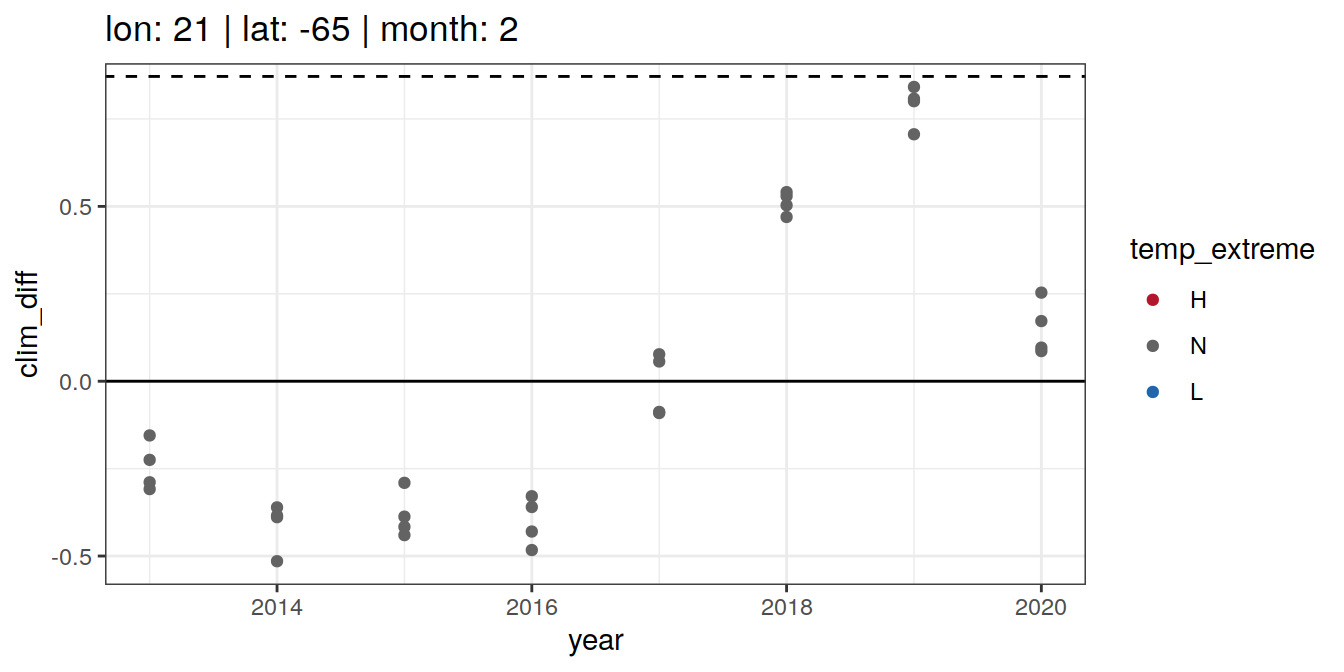 lon: 21 | lat: -65 | month: 2
clim_diff
0.5
0.0
-0.5
2014
2016
2018
2020
year
temp_extreme
H
N
L